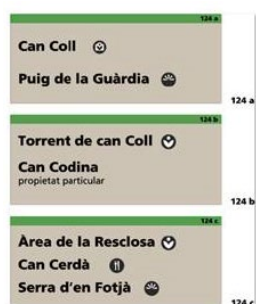 124 a
Can Coll
Puig de la Guàrdia
124 a
124 b
Torrent de can Coll
Can Codina
propietat particular
124 b
124 c
Àrea de la Resclosa
Can Cerdà
Serra d'en Fotjà
124 c